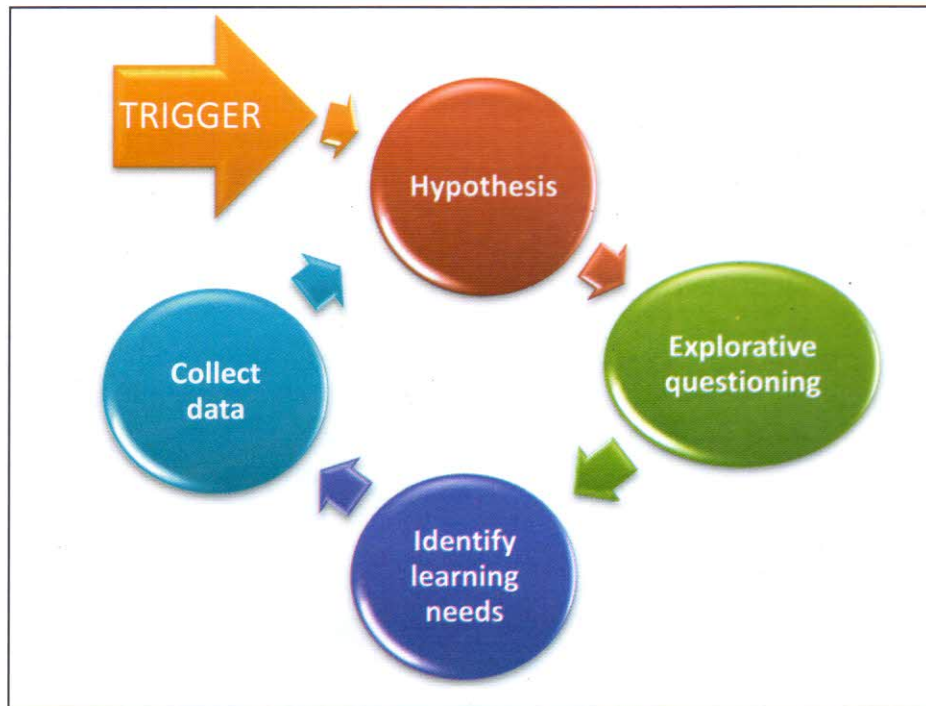 TRIGGER
Hypothesis
Explorative
questioning
Identify
learning
needs
Collect
data